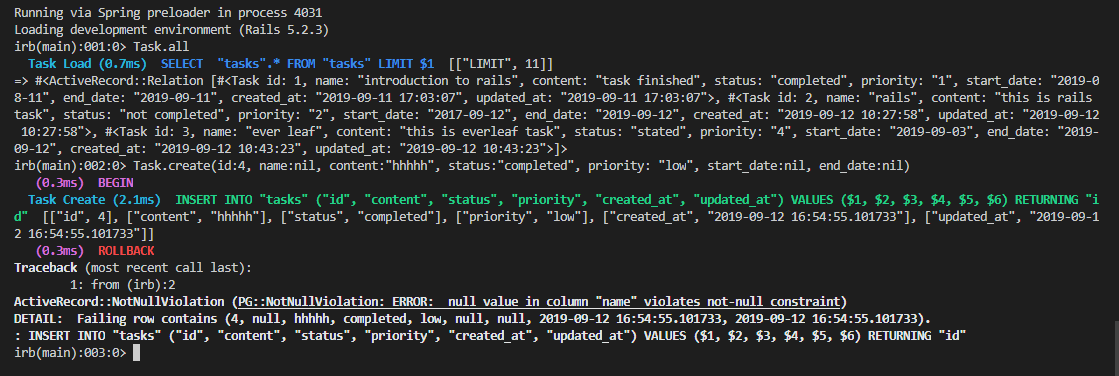 Running via Spring preloader in process 4031
Loading development environment (Rails 5.2.3)
irb(main):001:0> Task.all
  Task Load (0.7ms)  SELECT  "tasks".* FROM "tasks" LIMIT $1  [["LIMIT", 11]]
=> #<ActiveRecord::Relation [#<Task id: 1, name: "introduction to rails", content: "task finished", status: "completed", priority: "1", start_date: "2019-0
8-11", end_date: "2019-09-11", created_at: "2019-09-11 17:03:07", updated_at: "2019-09-11 17:03:07">, #<Task id: 2, name: "rails", content: "this is rails 
task", status: "not completed", priority: "2", start_date: "2017-09-12", end_date: "2019-09-12", created_at: "2019-09-12 10:27:58", updated_at: "2019-09-12
 10:27:58">, #<Task id: 3, name: "ever leaf", content: "this is everleaf task", status: "stated", priority: "4", start_date: "2019-09-03", end_date: "2019-
09-12", created_at: "2019-09-12 10:43:23", updated_at: "2019-09-12 10:43:23">]>
irb(main):002:0> Task.create(id:4, name:nil, content:"hhhhh", status:"completed", priority: "low", start_date:nil, end_date:nil)
   (0.3ms)  BEGIN
  Task Create (2.1ms)  INSERT INTO "tasks" ("id", "content", "status", "priority", "created_at", "updated_at") VALUES ($1, $2, $3, $4, $5, $6) RETURNING "i
d"  [["id", 4], ["content", "hhhhh"], ["status", "completed"], ["priority", "low"], ["created_at", "2019-09-12 16:54:55.101733"], ["updated_at", "2019-09-1
2 16:54:55.101733"]]
   (0.3ms)  ROLLBACK
Traceback (most recent call last):
        1: from (irb):2
ActiveRecord::NotNullViolation (PG::NotNullViolation: ERROR:  null value in column "name" violates not-null constraint)
DETAIL:  Failing row contains (4, null, hhhhh, completed, low, null, null, 2019-09-12 16:54:55.101733, 2019-09-12 16:54:55.101733).
: INSERT INTO "tasks" ("id", "content", "status", "priority", "created_at", "updated_at") VALUES ($1, $2, $3, $4, $5, $6) RETURNING "id"
irb(main):003:0>